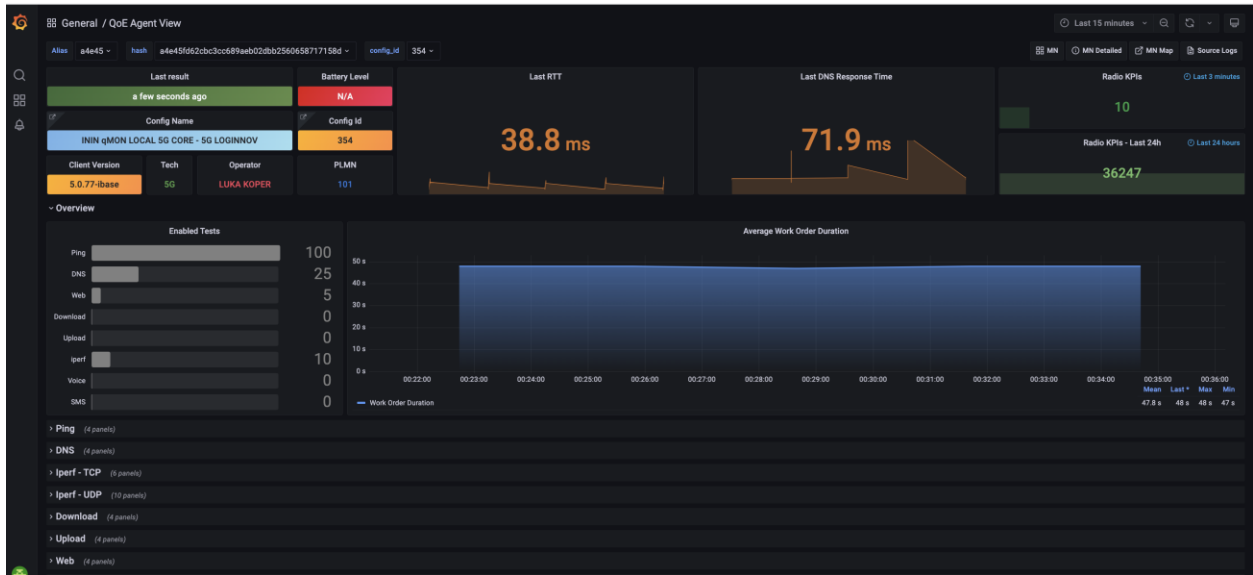 General / QoE Agent View
Last 15 minutes
Alias a4e45 hash a4e45fd62cbc3cc689aeb02dbb2560658717158d config_id 354
MN MN Detailed MN Map Source Logs
Last result
a few seconds ago
Battery Level
N/A
Config Name
ININ qMON LOCAL 5G CORE - 5G LOGINNOV
Config Id
354
Client Version
5.0.77-ibase
Tech
5G
Operator
LUKA KOPER
PLMN
101
Last RTT
38.8 ms
Last DNS Response Time
71.9 ms
Radio KPIs
Last 3 minutes
10
Radio KPIs - Last 24h
Last 24 hours
36247
Overview
Enabled Tests
Ping 100
DNS 25
Web 5
Download 0
Upload 0
iperf 10
Voice 0
SMS 0
Average Work Order Duration
50 s
40 s
30 s
20 s
10 s
0 s
00:22:00 00:23:00 00:24:00 00:25:00 00:26:00 00:27:00 00:28:00 00:29:00 00:30:00 00:31:00 00:32:00 00:33:00 00:34:00 00:35:00 00:36:00
Mean Last * Max Min
Work Order Duration 47.8 s 48 s 48 s 47 s
Ping (4 panels)
DNS (4 panels)
Iperf - TCP (6 panels)
Iperf - UDP (10 panels)
Download (4 panels)
Upload (4 panels)
Web (4 panels)